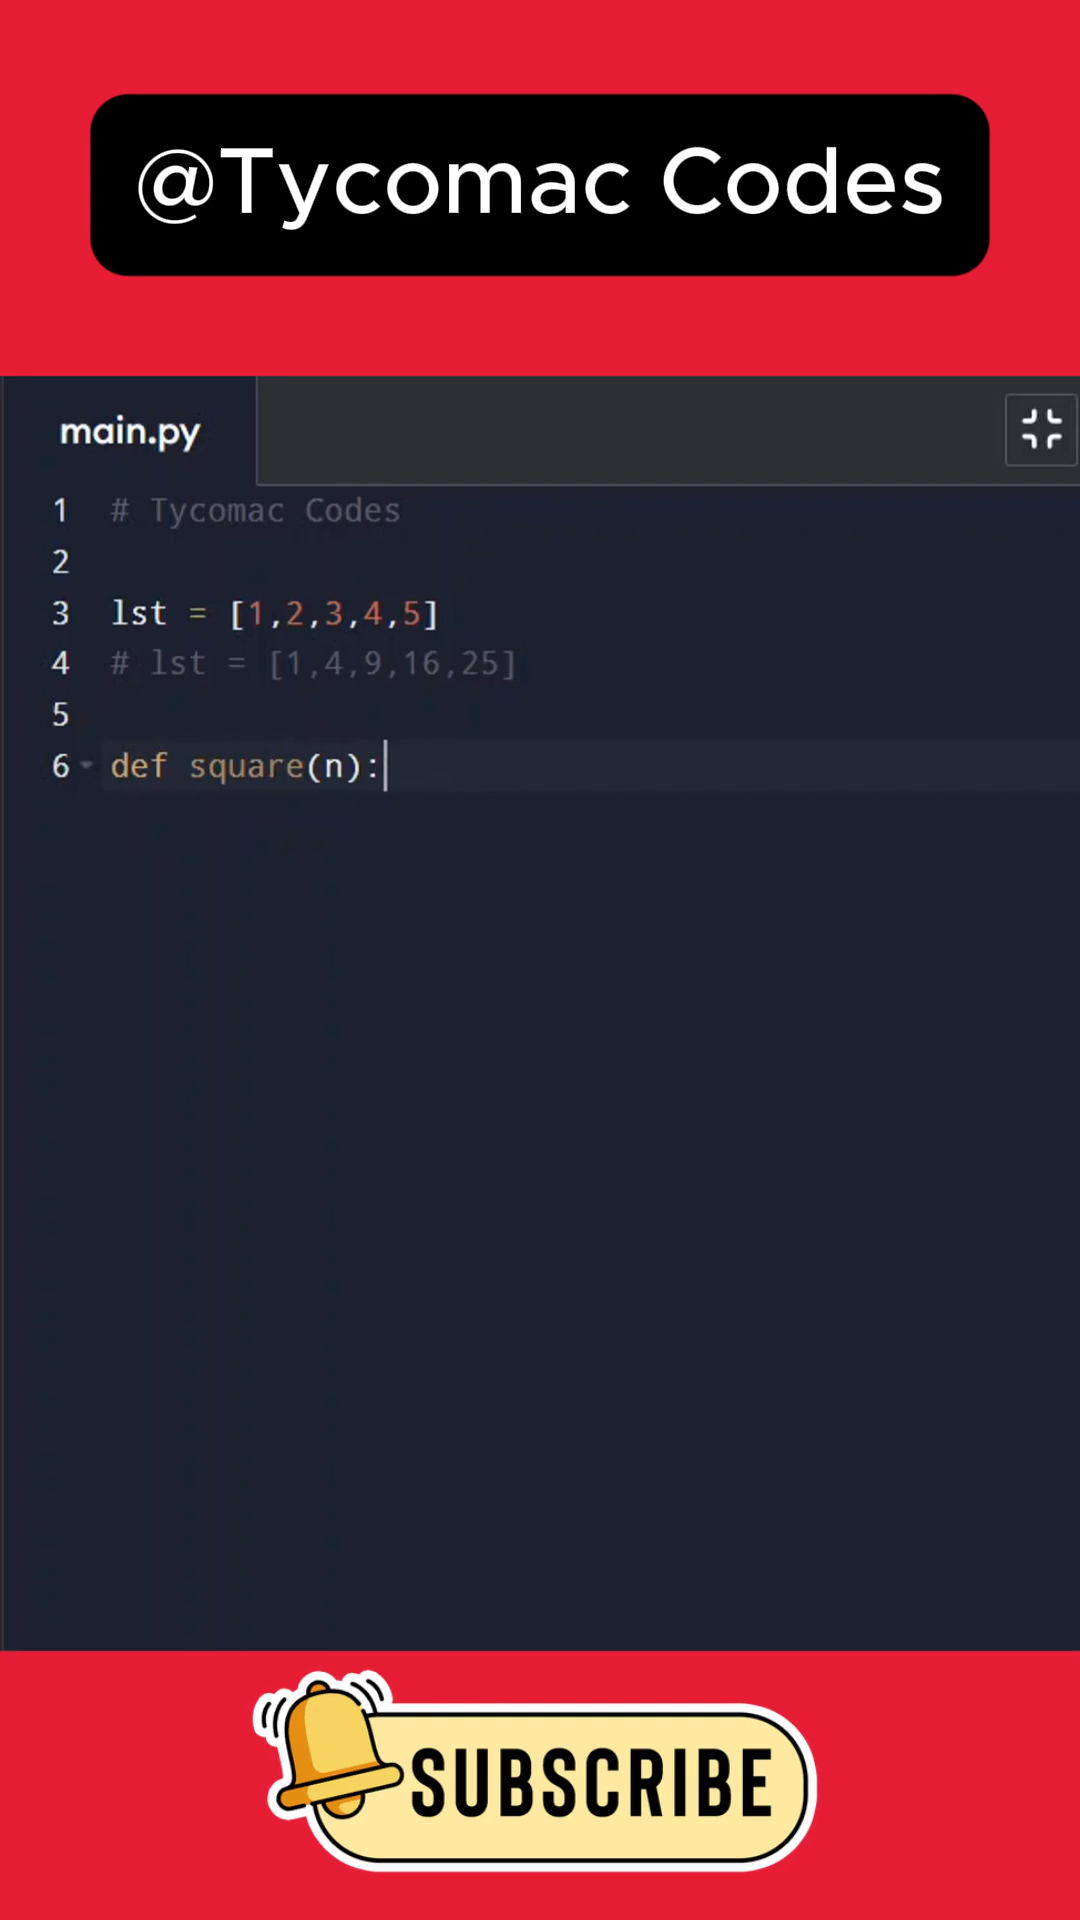 @Tycomac Codes
main.py
1 # Tycomac Codes
2
3 lst = [1,2,3,4,5]
4 # lst = [1,4,9,16,25]
5
6 def square(n):
SUBSCRIBE